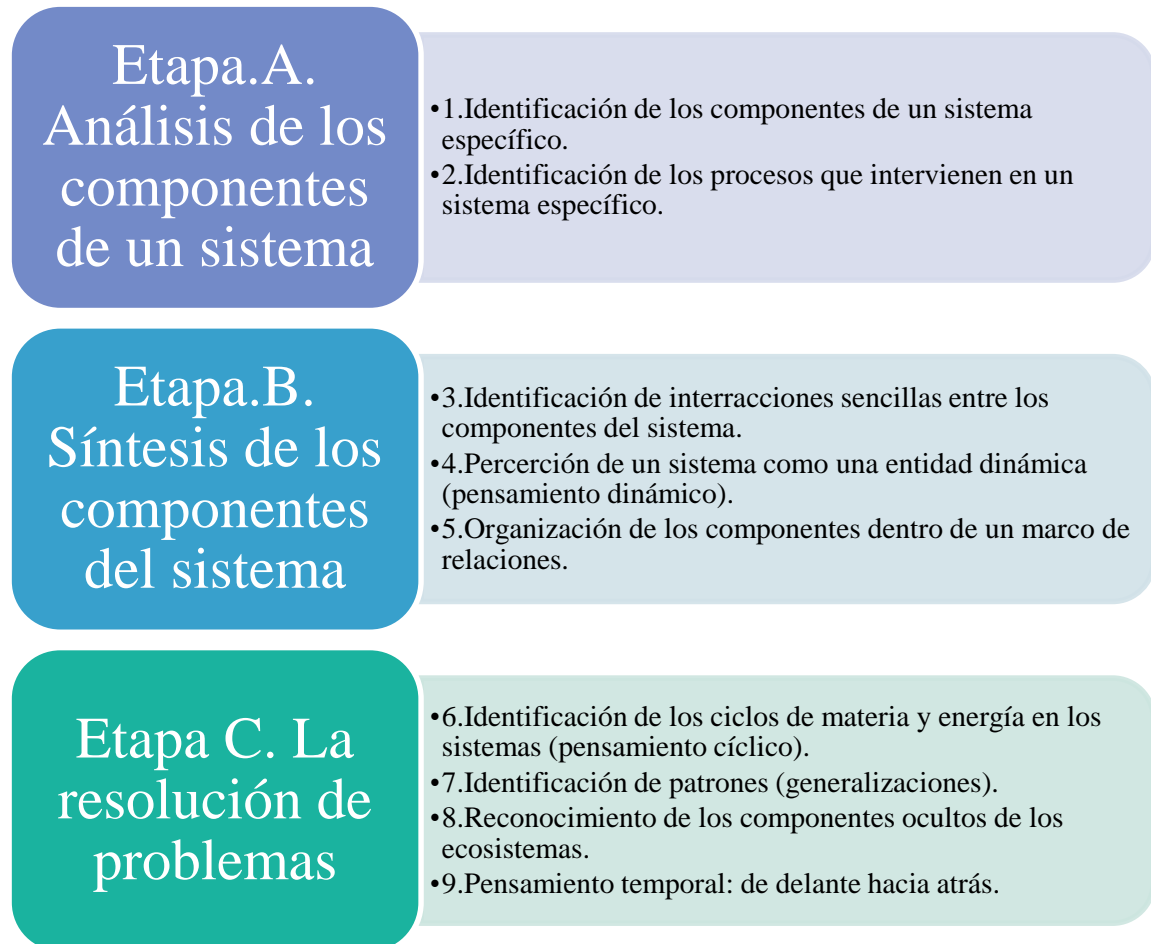 Etapa.A.
Análisis de los
componentes
de un sistema
•1.Identificación de los componentes de un sistema
específico.
•2.Identificación de los procesos que intervienen en un
sistema específico.
Etapa.B.
Síntesis de los
componentes
del sistema
•3.Identificación de interracciones sencillas entre los
componentes del sistema.
•4.Percerción de un sistema como una entidad dinámica
(pensamiento dinámico).
•5.Organización de los componentes dentro de un marco de
relaciones.
Etapa C. La
resolución de
problemas
•6.Identificación de los ciclos de materia y energía en los
sistemas (pensamiento cíclico).
•7.Identificación de patrones (generalizaciones).
•8.Reconocimiento de los componentes ocultos de los
ecosistemas.
•9.Pensamiento temporal: de delante hacia atrás.